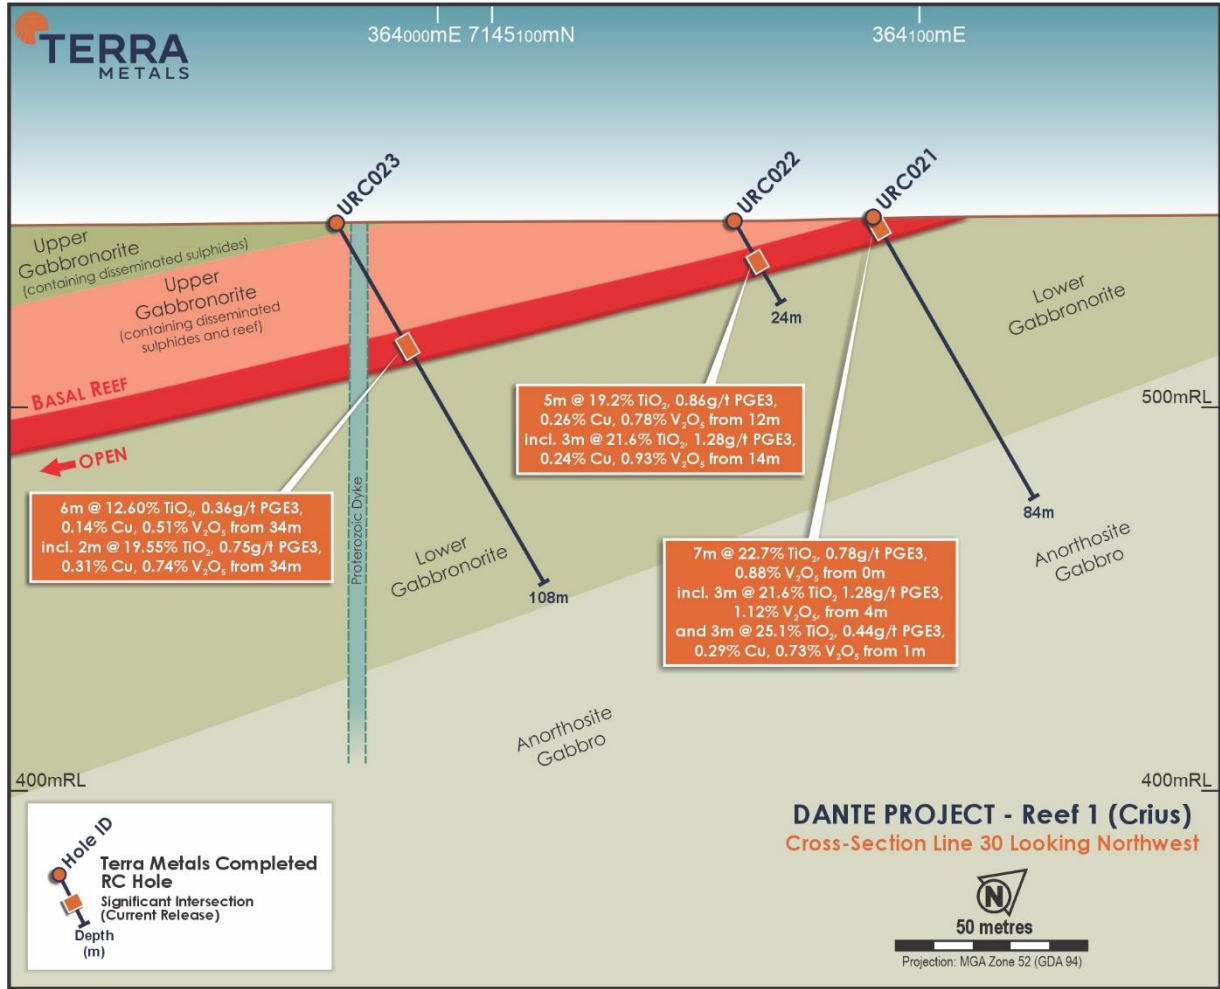 TERRA
METALS
364000mE 7145100mN
364100mE
URC023
URC022
URC021
Upper
Gabbronorite
(containing disseminated sulphides)
Upper
Gabbronorite
(containing disseminated
sulphides and reef)
BASAL REEF
OPEN
Lower
Gabbronorite
24m
500mRL
5m @ 19.2% TiO₂, 0.86g/t PGE3,
0.26% Cu, 0.78% V₂O₅ from 12m
incl. 3m @ 21.6% TiO₂, 1.28g/t PGE3,
0.24% Cu, 0.93% V₂O₅ from 14m
6m @ 12.60% TiO₂, 0.36g/t PGE3,
0.14% Cu, 0.51% V₂O₅ from 34m
incl. 2m @ 19.55% TiO₂, 0.75g/t PGE3,
0.31% Cu, 0.74% V₂O₅ from 34m
Proterozoic Dyke
Lower
Gabbronorite
108m
84m
7m @ 22.7% TiO₂, 0.78g/t PGE3,
0.88% V₂O₅ from 0m
incl. 3m @ 21.6% TiO₂ 1.28g/t PGE3,
1.12% V₂O₅, from 4m
and 3m @ 25.1% TiO₂, 0.44g/t PGE3,
0.29% Cu, 0.73% V₂O₅ from 1m
Anorthosite
Gabbro
Anorthosite
Gabbro
400mRL
400mRL
Hole ID
Terra Metals Completed
RC Hole
Significant Intersection
(Current Release)
Depth
(m)
DANTE PROJECT - Reef 1 (Crius)
Cross-Section Line 30 Looking Northwest
N
50 metres
Projection: MGA Zone 52 (GDA 94)